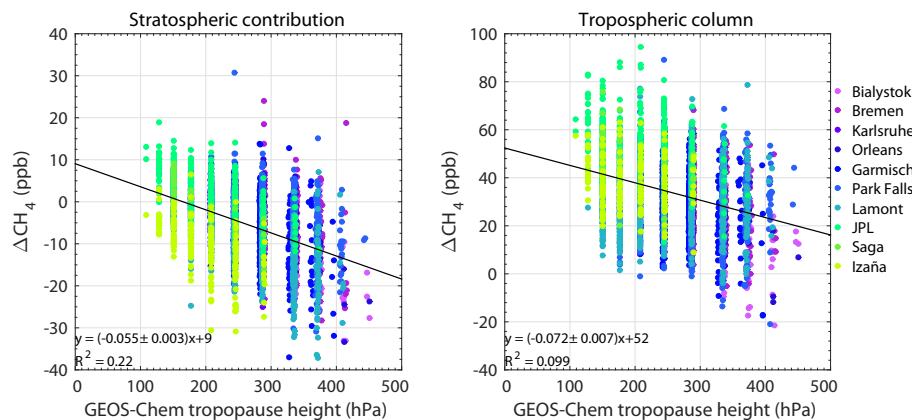 Stratospheric contribution
40
30
20
10
0
-10
-20
-30
-40
ΔCH4 (ppb)
y = (-0.055± 0.003)x+9
R2 = 0.22
0 100 200 300 400 500
GEOS-Chem tropopause height (hPa)
Tropospheric column
100
80
60
40
20
0
-20
-40
ΔCH4 (ppb)
y = (-0.072± 0.007)x+52
R2 = 0.099
0 100 200 300 400 500
GEOS-Chem tropopause height (hPa)
Bialystok
Bremen
Karlsruhe
Orleans
Garmisch
Park Falls
Lamont
JPL
Saga
Izaña